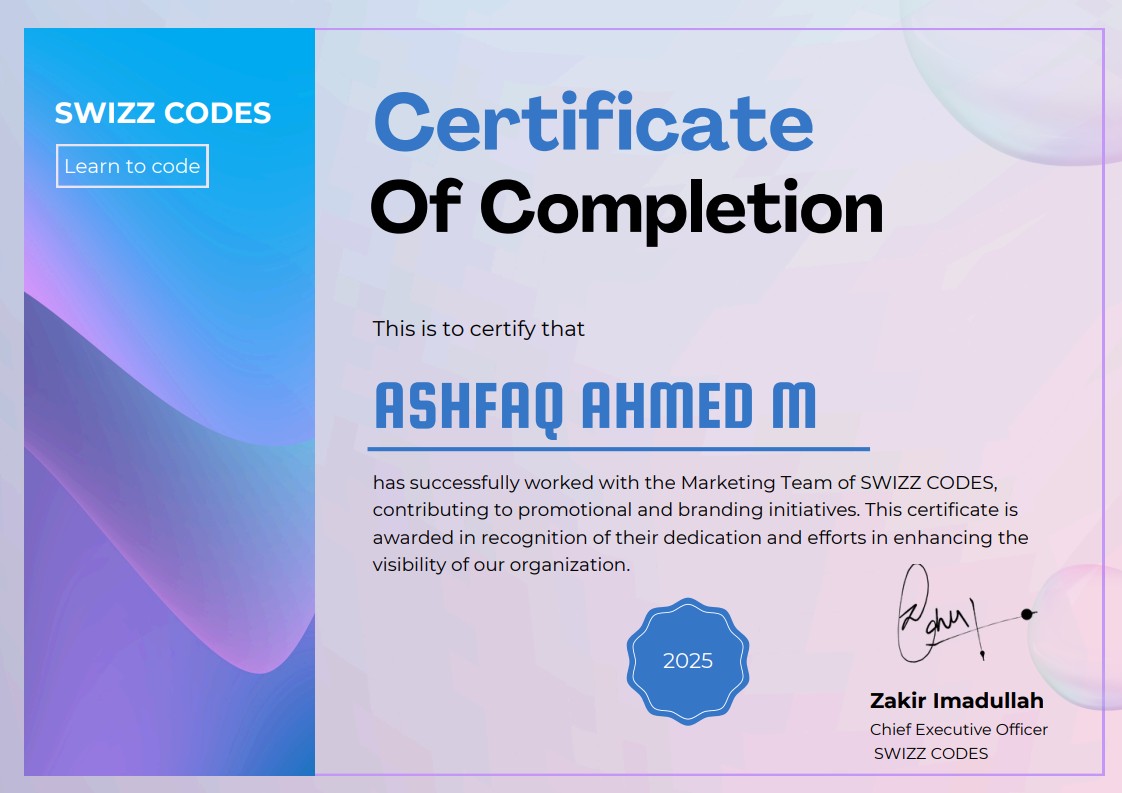 SWIZZ CODES
Learn to code
Certificate
Of Completion
This is to certify that
ASHFAQ AHMED M
has successfully worked with the Marketing Team of SWIZZ CODES,
contributing to promotional and branding initiatives. This certificate is
awarded in recognition of their dedication and efforts in enhancing the
visibility of our organization.
2025
Zakir Imadullah
Chief Executive Officer
SWIZZ CODES